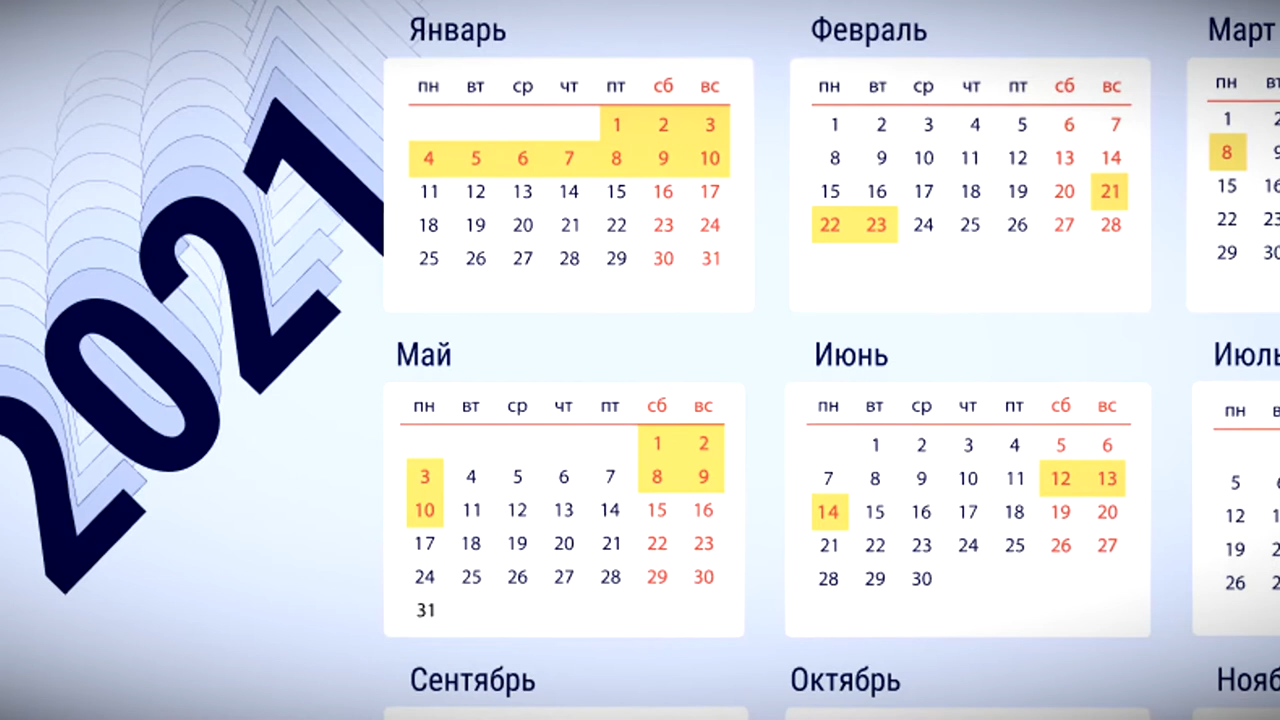 2021
Январь
пн вт ср чт пт сб вс
1 2 3
4 5 6 7 8 9 10
11 12 13 14 15 16 17
18 19 20 21 22 23 24
25 26 27 28 29 30 31
Февраль
пн вт ср чт пт сб вс
1 2 3 4 5 6 7
8 9 10 11 12 13 14
15 16 17 18 19 20 21
22 23 24 25 26 27 28
Март
пн вт
1 2
8 9
15 16
22 23
29 30
Май
пн вт ср чт пт сб вс
1 2
3 4 5 6 7 8 9
10 11 12 13 14 15 16
17 18 19 20 21 22 23
24 25 26 27 28 29 30
31
Июнь
пн вт ср чт пт сб вс
1 2 3 4 5 6
7 8 9 10 11 12 13
14 15 16 17 18 19 20
21 22 23 24 25 26 27
28 29 30
Июль
пн
5
12
19
26
Сентябрь
Октябрь
Нояб